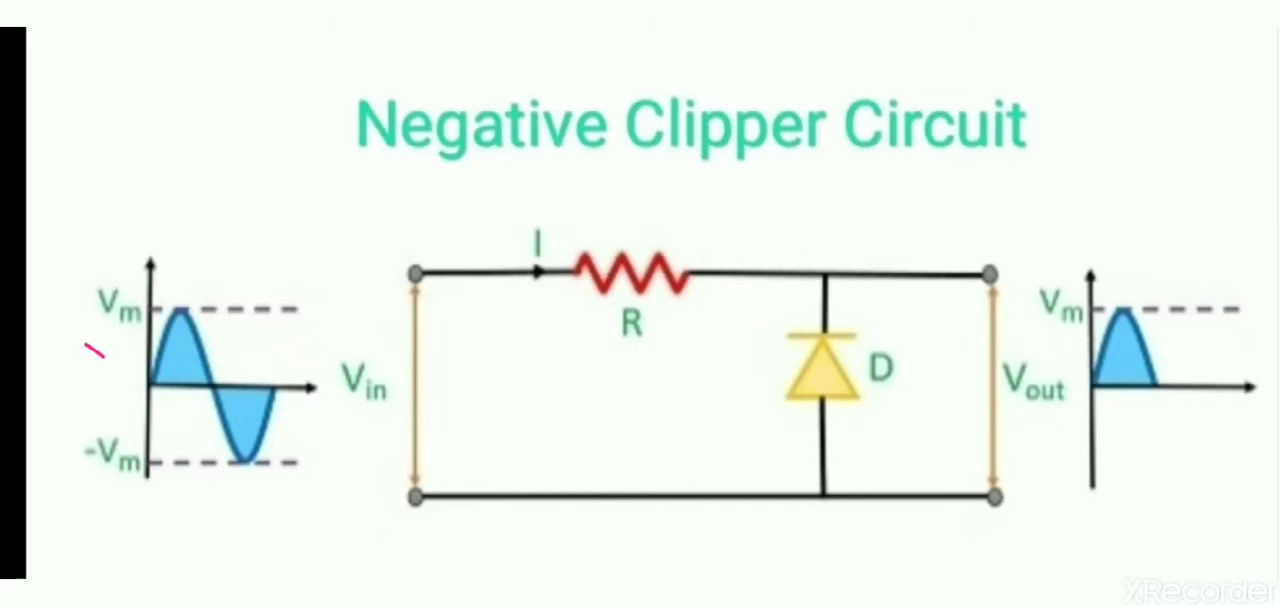 Negative Clipper Circuit
I
Vm
Vm
R
D
Vin
Vout
-Vm
XRecorder